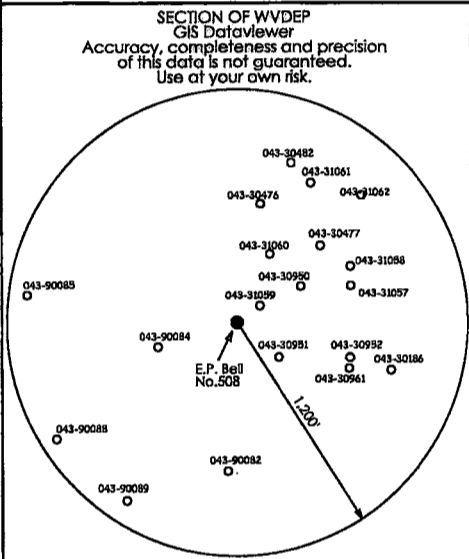 SECTION OF WVDEP
GIS Dataviewer
Accuracy, completeness and precision
of this data is not guaranteed.
Use at your own risk.
043-30482
043-31061
043-31062
043-30476
043-30477
043-31060
043-31058
043-30950
043-31057
043-90085
043-31059
043-90084
043-30951
043-30952
043-30186
043-30961
E.P. Bell
No.508
1,200'
043-90088
043-90082
043-90089